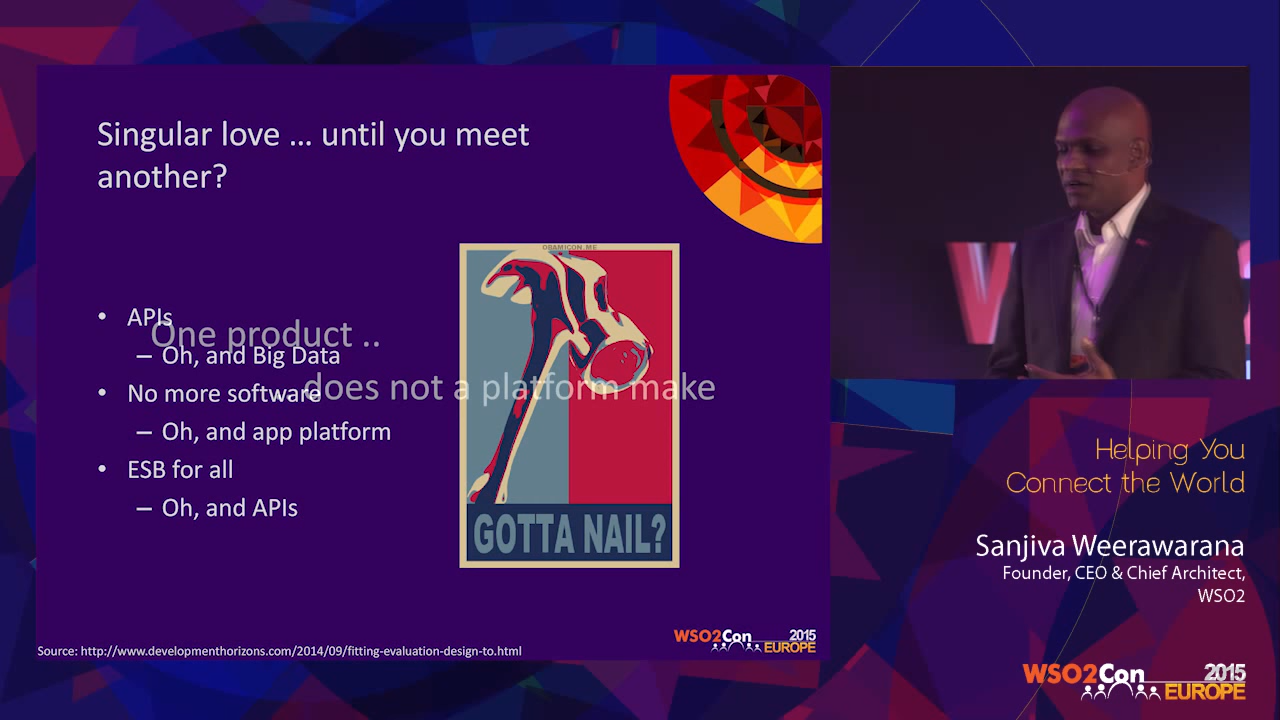 Singular love ... until you meet
another?
OBAMICON.ME
• APIs
One product ..
– Oh, and Big Data
• No more software
... does not a platform make
– Oh, and app platform
• ESB for all
– Oh, and APIs
GOTTA NAIL?
WSO2Con 2015
EUROPE
Source: http://www.developmenthorizons.com/2014/09/fitting-evaluation-design-to.html
W
Helping You
Connect the World
Sanjiva Weerawarana
Founder, CEO & Chief Architect,
WSO2
WSO2Con 2015
EUROPE